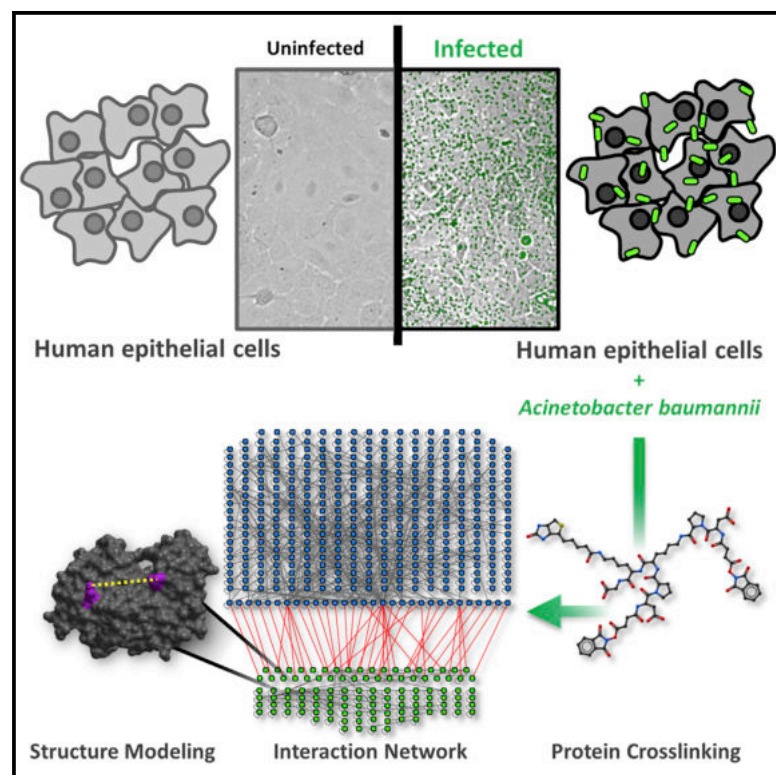 Uninfected
Infected
Human epithelial cells
Human epithelial cells
+
Acinetobacter baumannii
Structure Modeling
Interaction Network
Protein Crosslinking